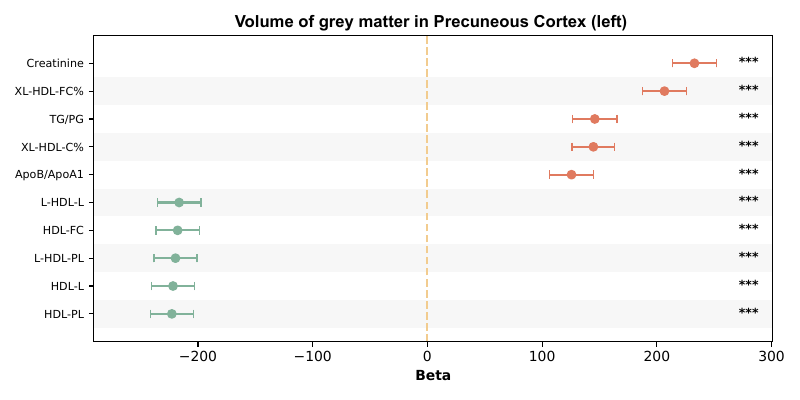 Volume of grey matter in Precuneous Cortex (left)
Creatinine ***
XL-HDL-FC% ***
TG/PG ***
XL-HDL-C% ***
ApoB/ApoA1 ***
L-HDL-L ***
HDL-FC ***
L-HDL-PL ***
HDL-L ***
HDL-PL ***
−200 −100 0 100 200 300
Beta